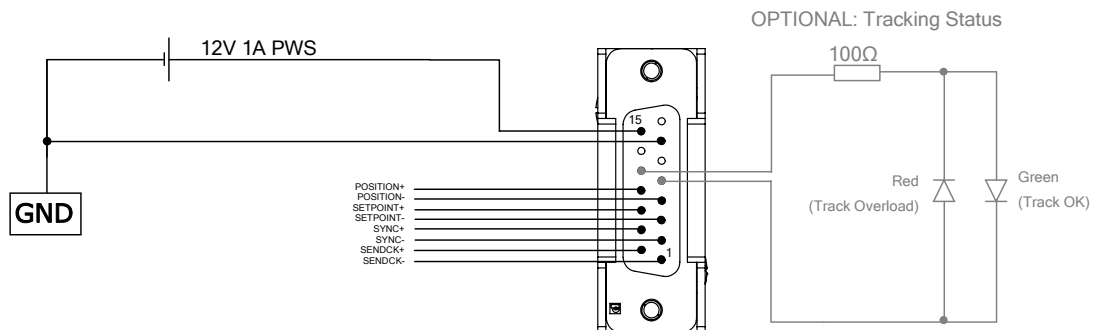 OPTIONAL: Tracking Status
12V 1A PWS
100Ω
15
POSITION+
POSITION-
SETPOINT+
SETPOINT-
SYNC+
SYNC-
SENDCK+
SENDCK-
1
GND
Red
(Track Overload)
Green
(Track OK)